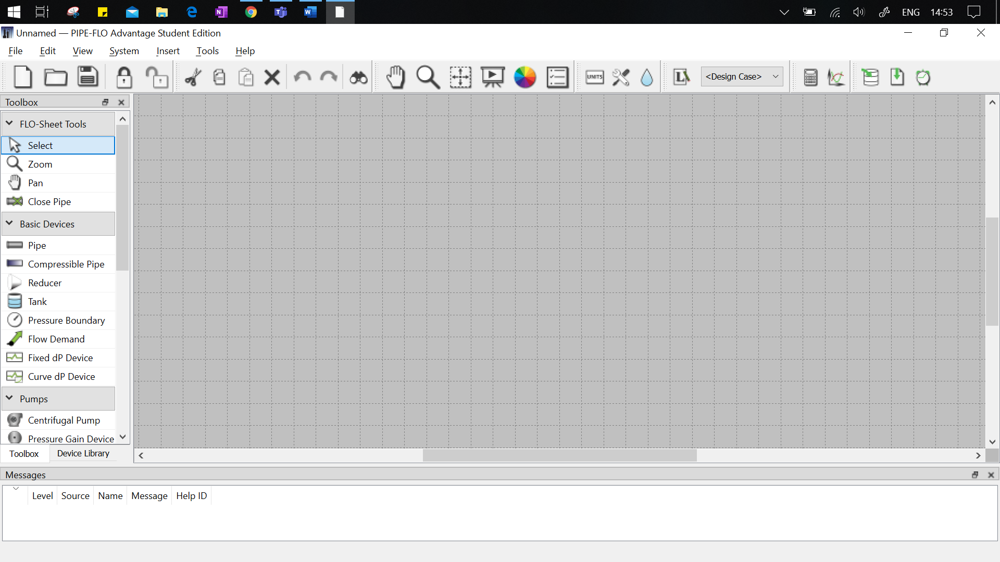 ENG 14:53
Unnamed — PIPE-FLO Advantage Student Edition
File Edit View System Insert Tools Help
UNITS <Design Case>
Toolbox
FLO-Sheet Tools
Select
Zoom
Pan
Close Pipe
Basic Devices
Pipe
Compressible Pipe
Reducer
Tank
Pressure Boundary
Flow Demand
Fixed dP Device
Curve dP Device
Pumps
Centrifugal Pump
Pressure Gain Device
Toolbox Device Library
Messages
Level Source Name Message Help ID